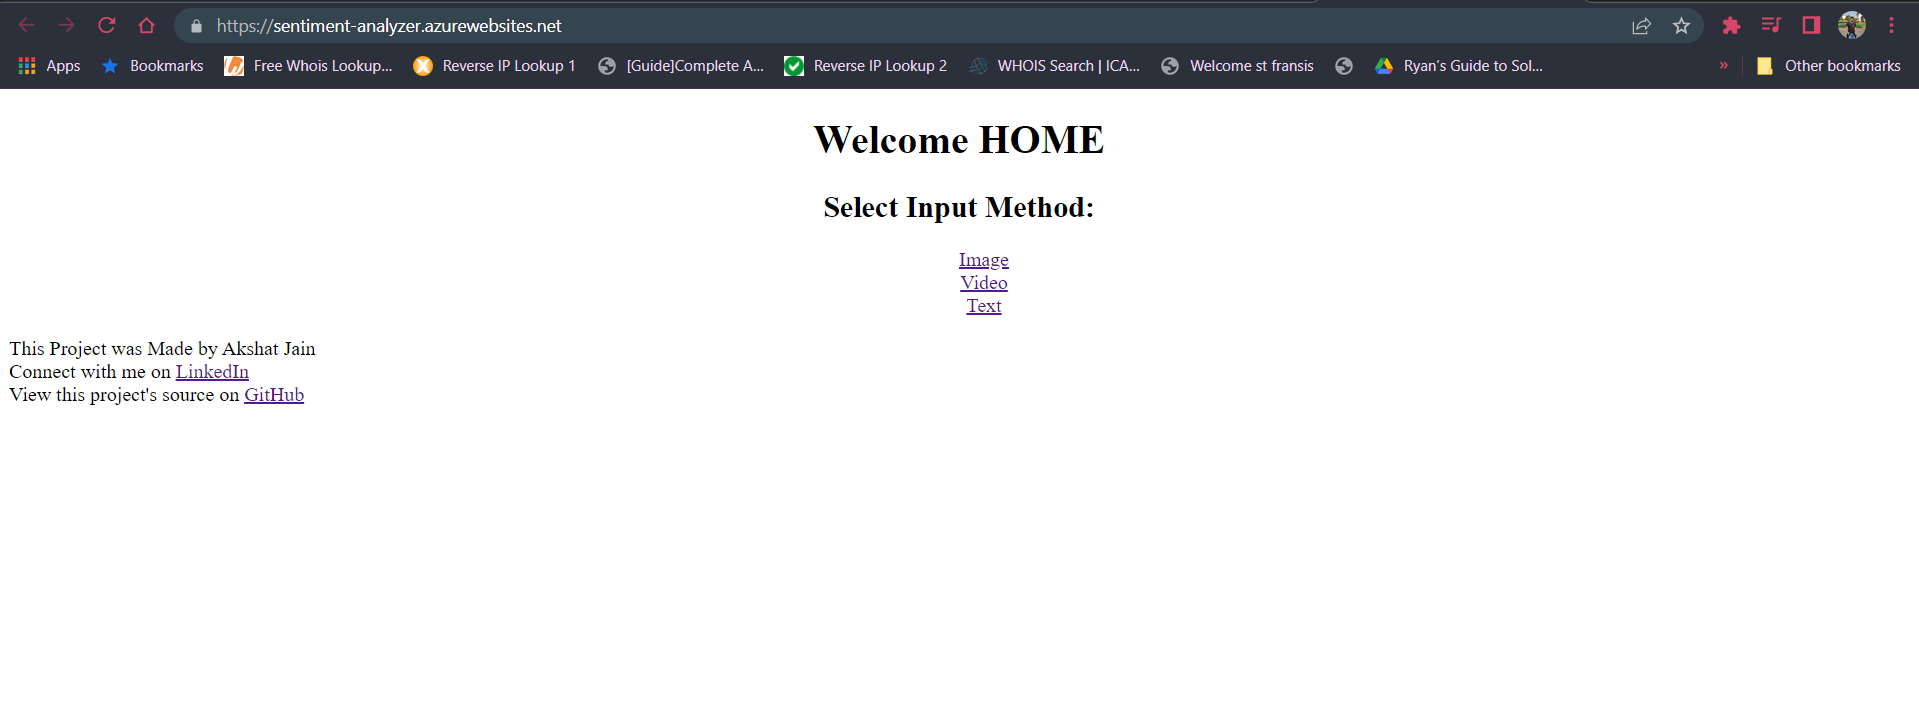 https://sentiment-analyzer.azurewebsites.net
Apps Bookmarks Free Whois Lookup... Reverse IP Lookup 1 [Guide]Complete A... Reverse IP Lookup 2 WHOIS Search | ICA... Welcome st fransis Ryan's Guide to Sol... » Other bookmarks
Welcome HOME
Select Input Method:
Image
Video
Text
This Project was Made by Akshat Jain
Connect with me on LinkedIn
View this project's source on GitHub